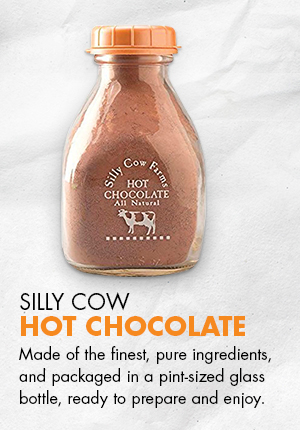 Silly Cow Farms
HOT
CHOCOLATE
All Natural
SILLY COW
HOT CHOCOLATE
Made of the finest, pure ingredients,
and packaged in a pint-sized glass
bottle, ready to prepare and enjoy.